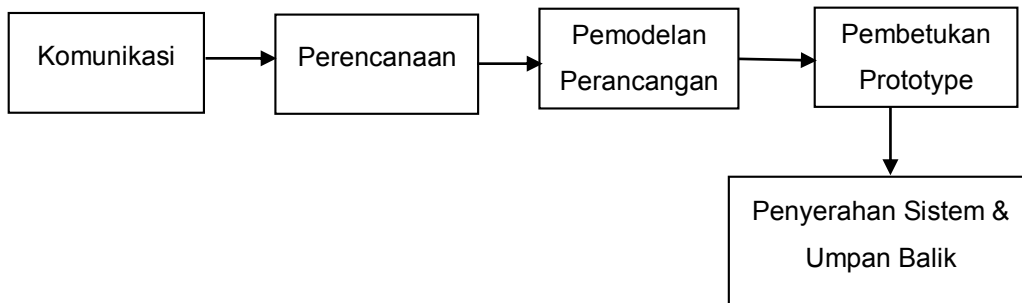 Komunikasi
Perencanaan
Pemodelan
Perancangan
Pembetukan
Prototype
Penyerahan Sistem &
Umpan Balik